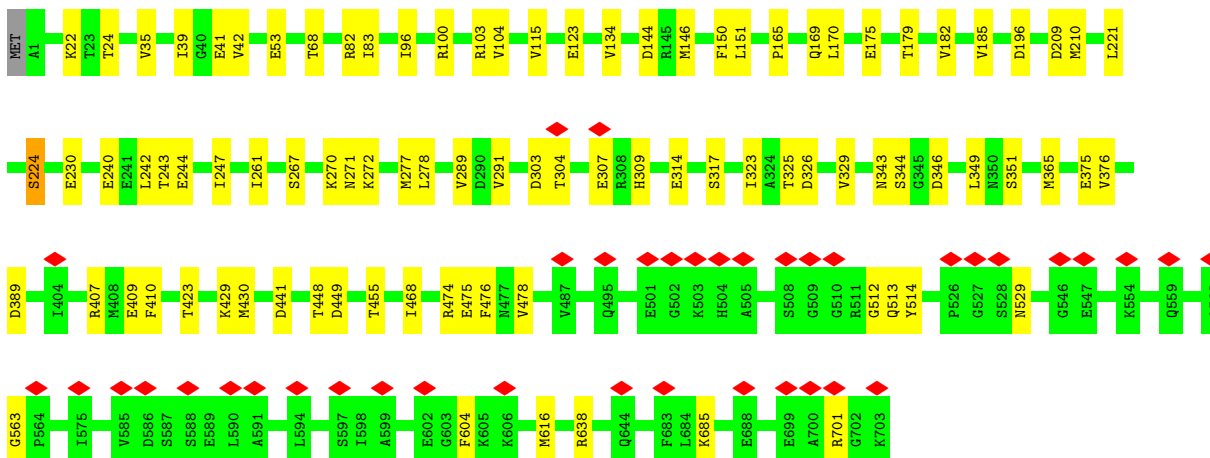 MET A1 K22 T23 T24 V35 I39 G40 E41 V42 E53 T68 R82 I83 I96 R100 R103 V104 V115 E123 V134 D144 R145 M146 F150 L151 P165 Q169 L170 E175 T179 V182 V185 D196 D209 M210 L221
S224 E230 E240 E241 L242 T243 E244 I247 I261 S267 K270 N271 K272 M277 L278 V289 D290 V291 D303 T304 E307 R308 H309 E314 S317 I323 A324 T325 D326 V329 N343 S344 G345 D346 L349 N350 S351 M365 E375 V376
D389 I404 R407 M408 E409 F410 T423 K429 M430 D441 T448 D449 T455 I468 R474 E475 F476 N477 V478 V487 Q495 E501 G502 K503 H504 A505 S508 G509 G510 R511 G512 Q513 Y514 P526 G527 S528 N529 G546 E547 K554 Q559
G563 P564 I575 V585 D586 S587 S588 E589 L590 A591 L594 S597 I598 A599 E602 G603 F604 K605 K606 M616 R638 Q644 F683 L684 K685 E688 E699 A700 R701 G702 K703